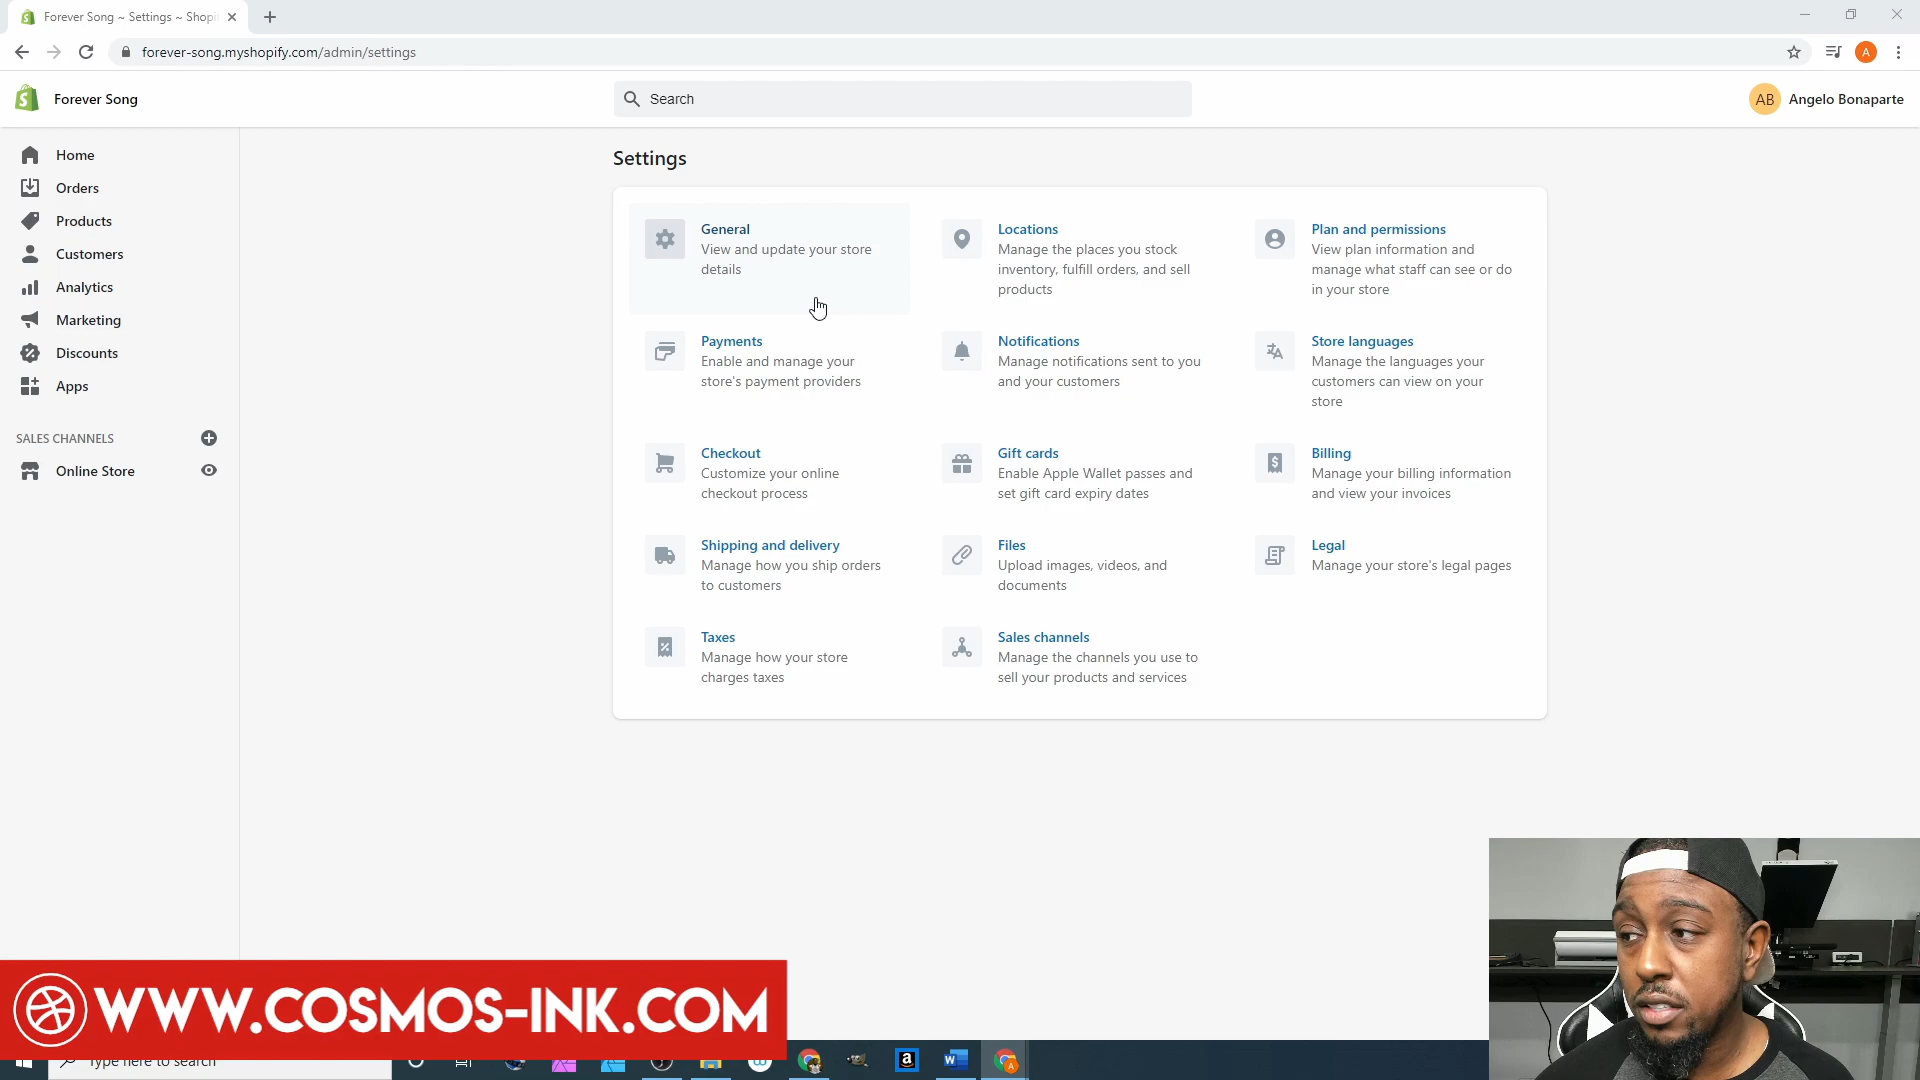 Forever Song ~ Settings ~ Shopi
forever-song.myshopify.com/admin/settings
A
Forever Song
Search
AB
Angelo Bonaparte
Home
Orders
Products
Customers
Analytics
Marketing
Discounts
Apps
SALES CHANNELS
Online Store
Settings
General
View and update your store
details
Locations
Manage the places you stock
inventory, fulfill orders, and sell
products
Plan and permissions
View plan information and
manage what staff can see or do
in your store
Payments
Enable and manage your
store's payment providers
Notifications
Manage notifications sent to you
and your customers
Store languages
Manage the languages your
customers can view on your
store
Checkout
Customize your online
checkout process
Gift cards
Enable Apple Wallet passes and
set gift card expiry dates
Billing
Manage your billing information
and view your invoices
Shipping and delivery
Manage how you ship orders
to customers
Files
Upload images, videos, and
documents
Legal
Manage your store's legal pages
Taxes
Manage how your store
charges taxes
Sales channels
Manage the channels you use to
sell your products and services
WWW.COSMOS-INK.COM
Type here to search